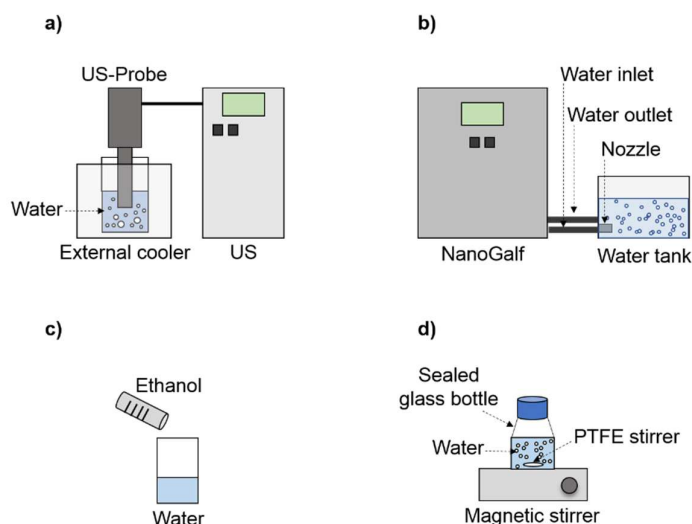 a)
US-Probe
Water
External cooler
US
b)
Water inlet
Water outlet
Nozzle
NanoGalf
Water tank
c)
Ethanol
Water
d)
Sealed
glass bottle
Water
PTFE stirrer
Magnetic stirrer